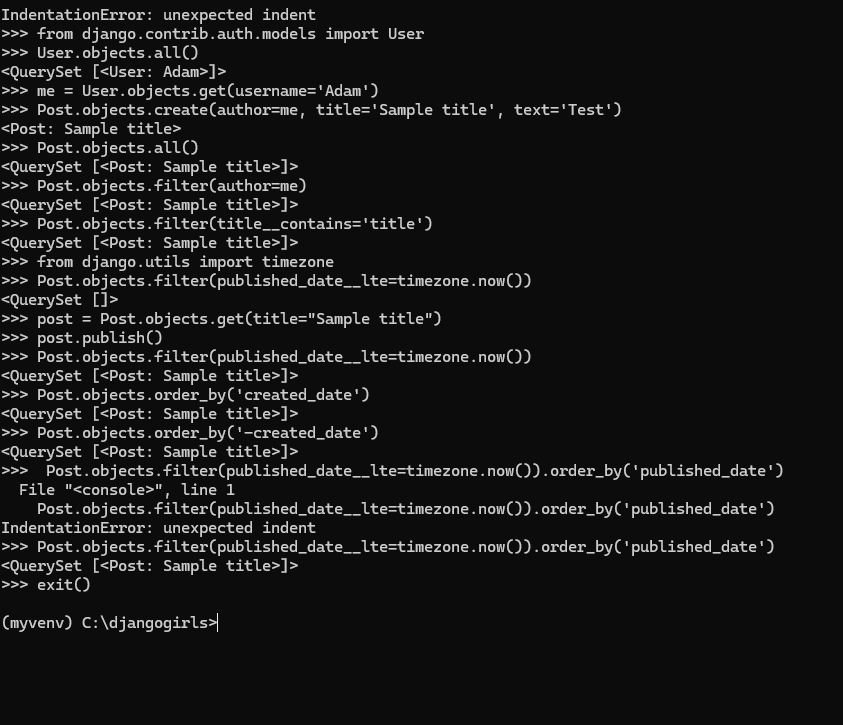 IndentationError: unexpected indent
>>> from django.contrib.auth.models import User
>>> User.objects.all()
<QuerySet [<User: Adam>]>
>>> me = User.objects.get(username='Adam')
>>> Post.objects.create(author=me, title='Sample title', text='Test')
<Post: Sample title>
>>> Post.objects.all()
<QuerySet [<Post: Sample title>]>
>>> Post.objects.filter(author=me)
<QuerySet [<Post: Sample title>]>
>>> Post.objects.filter(title__contains='title')
<QuerySet [<Post: Sample title>]>
>>> from django.utils import timezone
>>> Post.objects.filter(published_date__lte=timezone.now())
<QuerySet []>
>>> post = Post.objects.get(title="Sample title")
>>> post.publish()
>>> Post.objects.filter(published_date__lte=timezone.now())
<QuerySet [<Post: Sample title>]>
>>> Post.objects.order_by('created_date')
<QuerySet [<Post: Sample title>]>
>>> Post.objects.order_by('-created_date')
<QuerySet [<Post: Sample title>]>
>>>  Post.objects.filter(published_date__lte=timezone.now()).order_by('published_date')
  File "<console>", line 1
    Post.objects.filter(published_date__lte=timezone.now()).order_by('published_date')
IndentationError: unexpected indent
>>> Post.objects.filter(published_date__lte=timezone.now()).order_by('published_date')
<QuerySet [<Post: Sample title>]>
>>> exit()
(myvenv) C:\djangogirls>